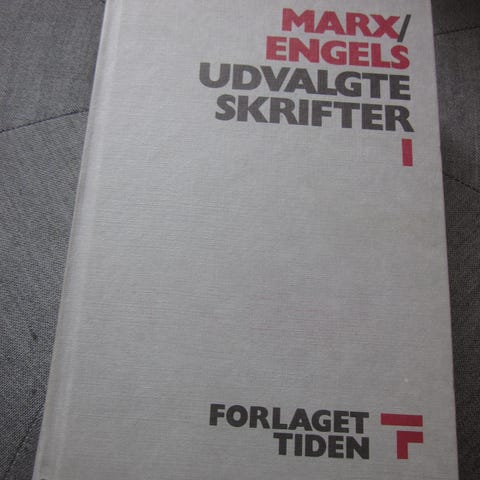 MARX/
ENGELS
UDVALGTE
SKRIFTER
I
FORLAGET
TIDEN